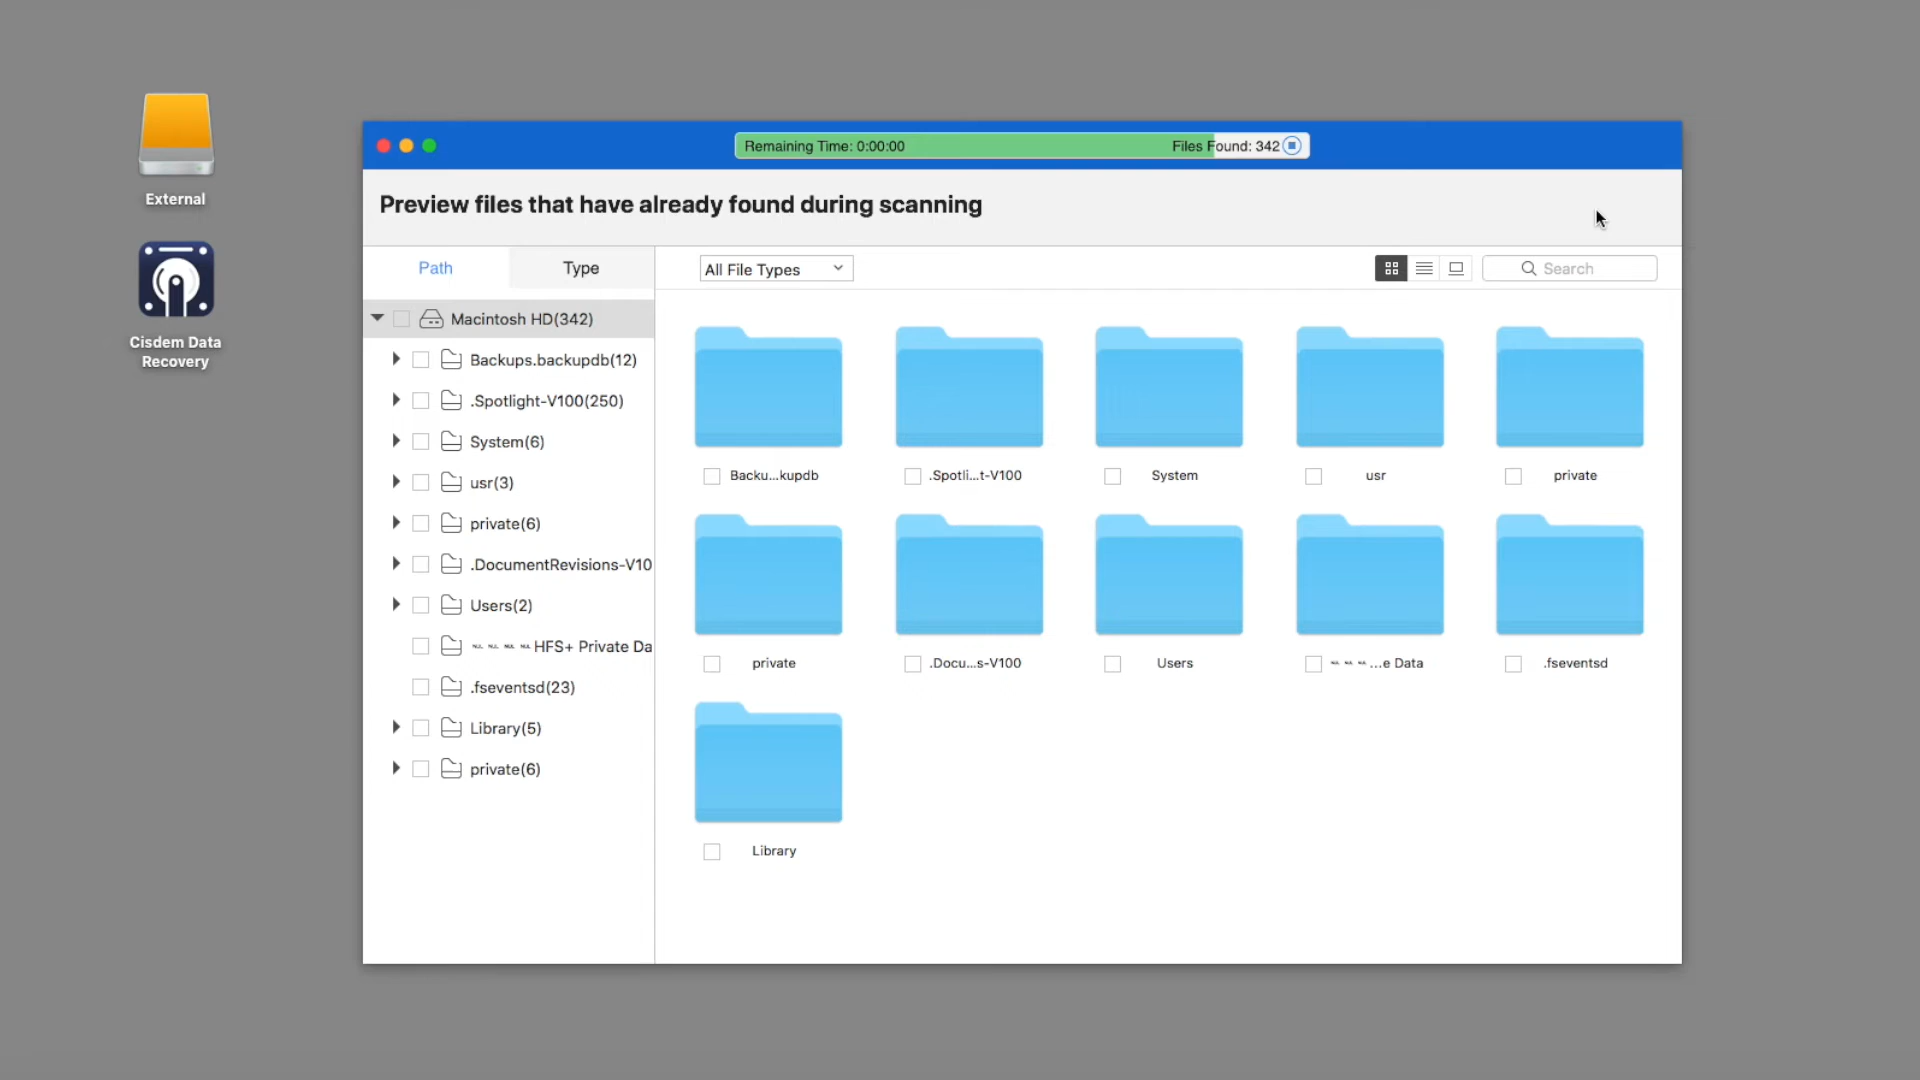 External
Cisdem Data
Recovery
Remaining Time: 0:00:00 Files Found: 342
Preview files that have already found during scanning
Path Type
All File Types
Search
Macintosh HD(342)
Backups.backupdb(12)
.Spotlight-V100(250)
System(6)
usr(3)
private(6)
.DocumentRevisions-V10
Users(2)
HFS+ Private Da
.fseventsd(23)
Library(5)
private(6)
Backu...kupdb .Spotli...t-V100 System usr private
private .Docu...s-V100 Users ...e Data .fseventsd
Library